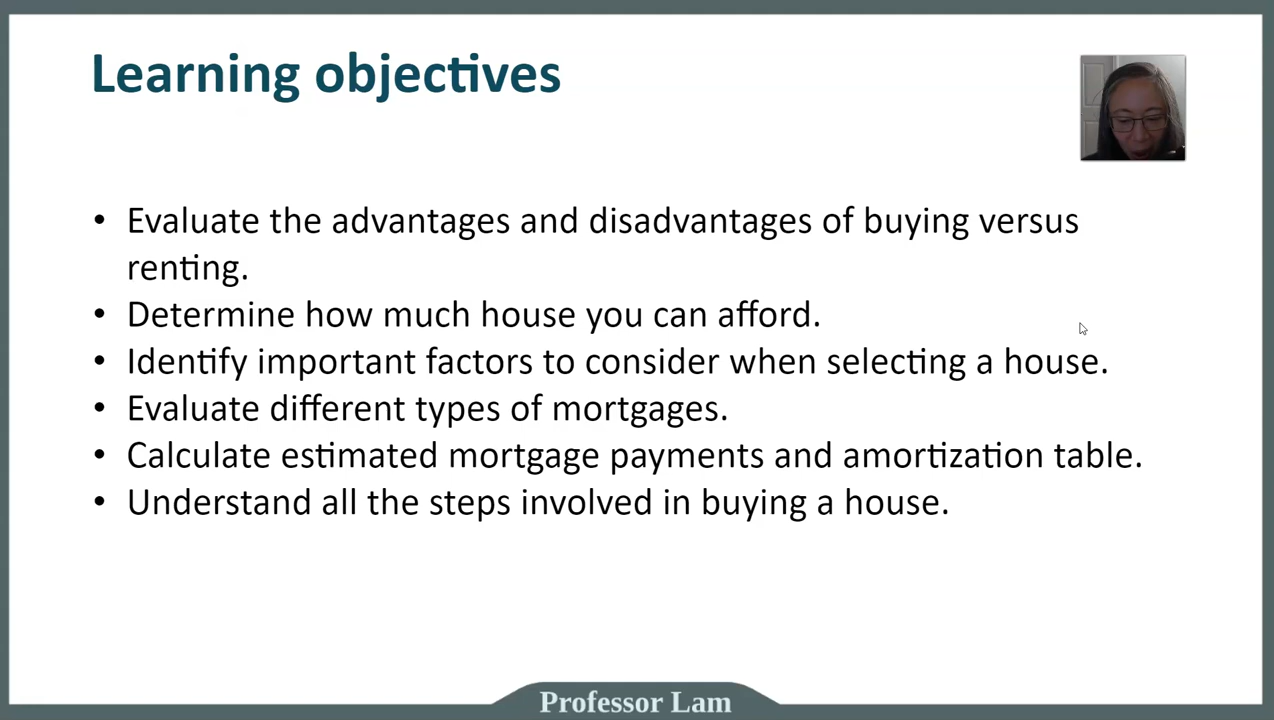 Learning objectives
• Evaluate the advantages and disadvantages of buying versus
renting.
• Determine how much house you can afford.
• Identify important factors to consider when selecting a house.
• Evaluate different types of mortgages.
• Calculate estimated mortgage payments and amortization table.
• Understand all the steps involved in buying a house.
Professor Lam